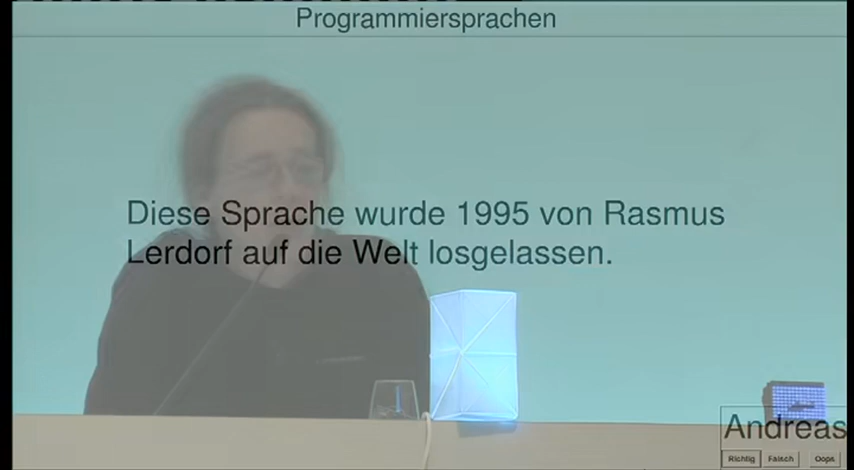 Programmiersprachen
Diese Sprache wurde 1995 von Rasmus
Lerdorf auf die Welt losgelassen.
Andreas
Richtig Falsch Oops